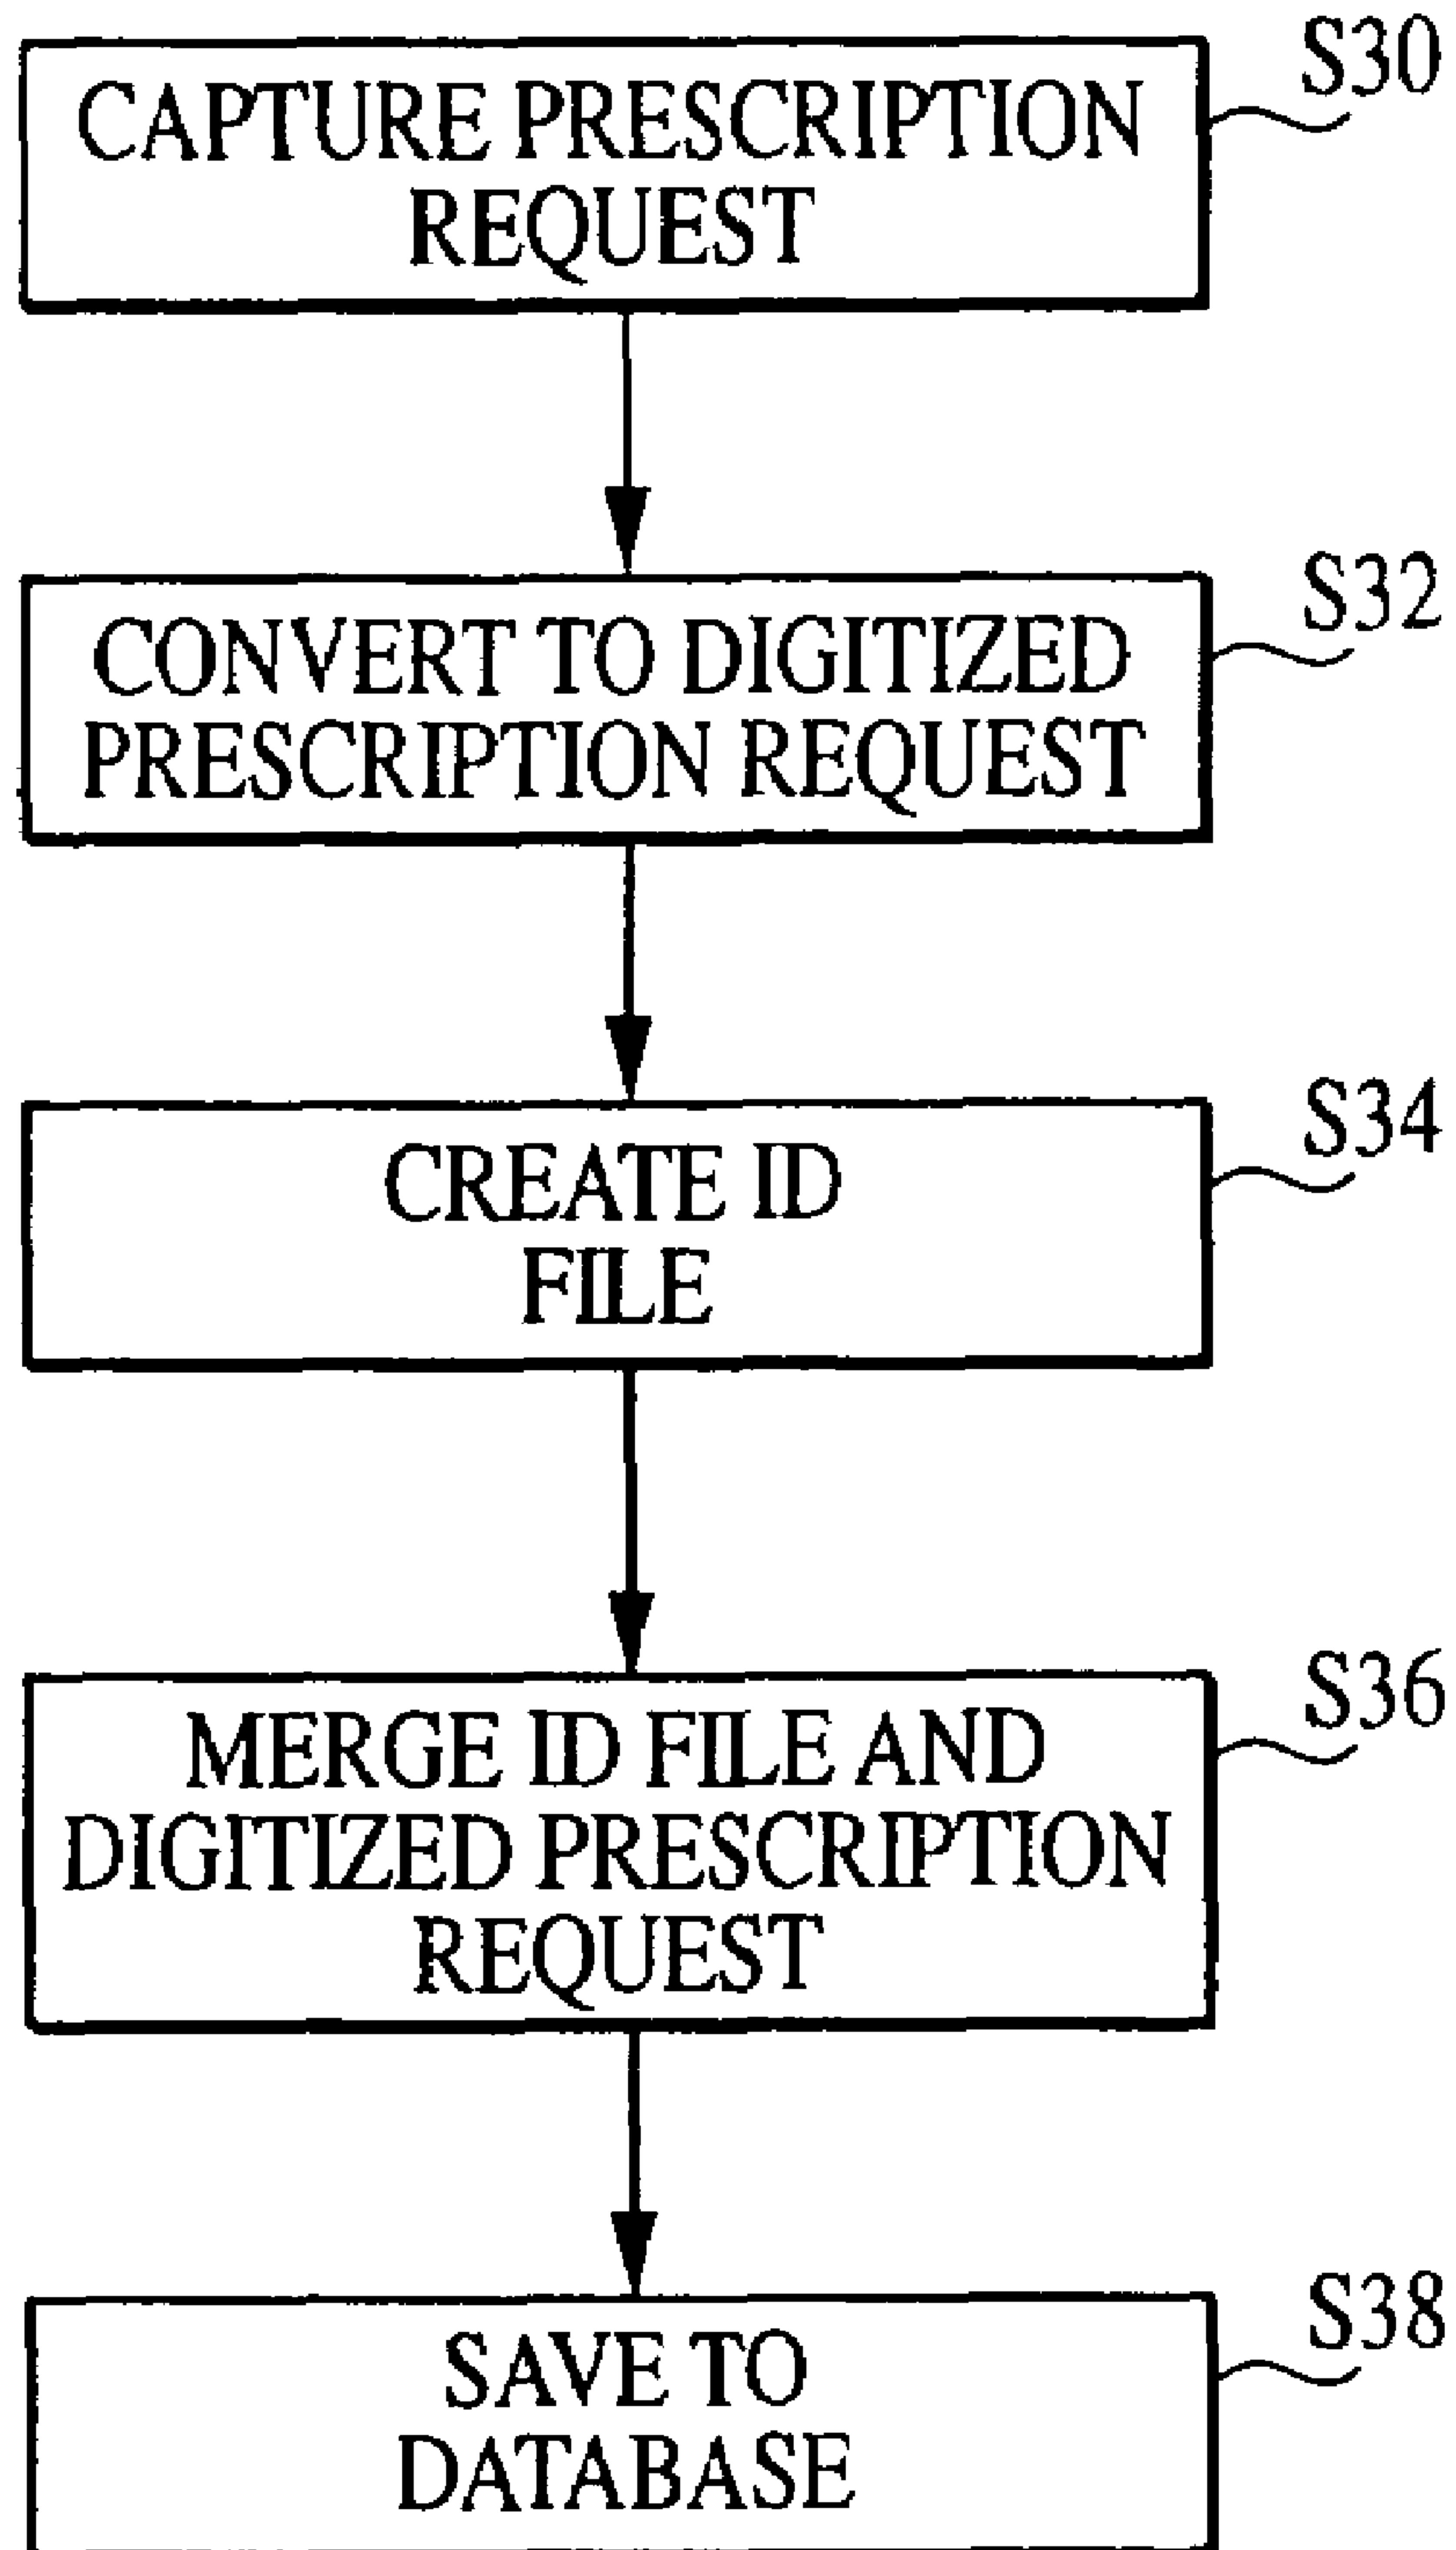 CAPTURE PRESCRIPTION
REQUEST
S30
CONVERT TO DIGITIZED
PRESCRIPTION REQUEST
S32
CREATE ID
FILE
S34
MERGE ID FILE AND
DIGITIZED PRESCRIPTION
REQUEST
S36
SAVE TO
DATABASE
S38